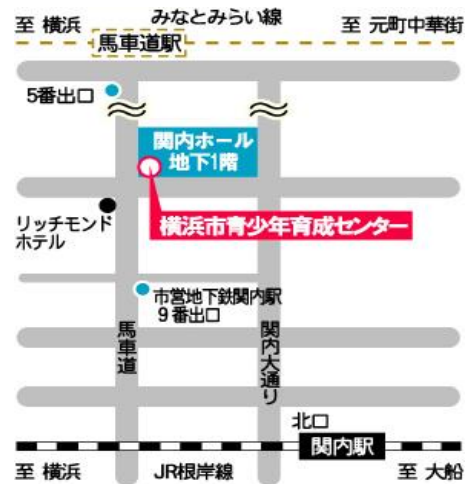 みなとみらい線
至 横浜
至 元町中華街
馬車道駅
5番出口
関内ホール
地下1階
リッチモンド
ホテル
横浜市青少年育成センター
市営地下鉄関内駅
9番出口
馬車道
関内大通り
北口
関内駅
至 横浜
JR根岸線
至 大船